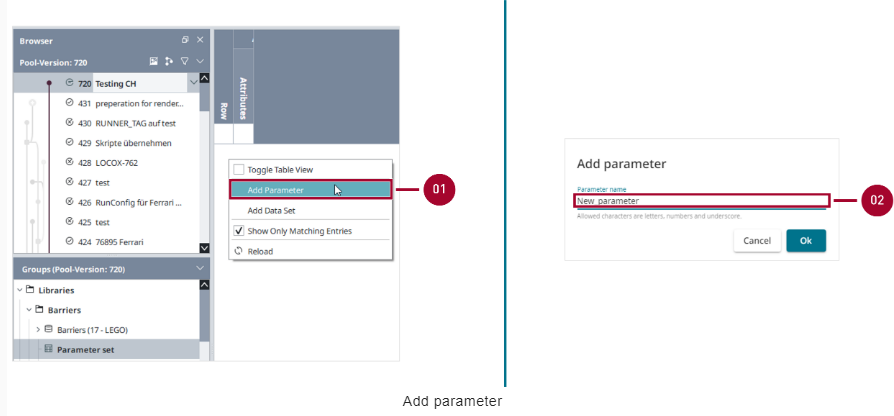 Browser
Pool-Version: 720
720 Testing CH
431 preperation for render...
430 RUNNER_TAG auf test
429 Skripte übernehmen
428 LOCOX-762
427 test
426 RunConfig für Ferrari ...
425 test
424 76895 Ferrari
Groups (Pool-Version: 720)
Libraries
Barriers
Barriers (17 - LEGO)
Parameter set
Row
Attributes
Toggle Table View
Add Parameter
Add Data Set
Show Only Matching Entries
Reload
01
Add parameter
Parameter name
New_parameter
Allowed characters are letters, numbers and underscore.
Cancel
Ok
02
Add parameter